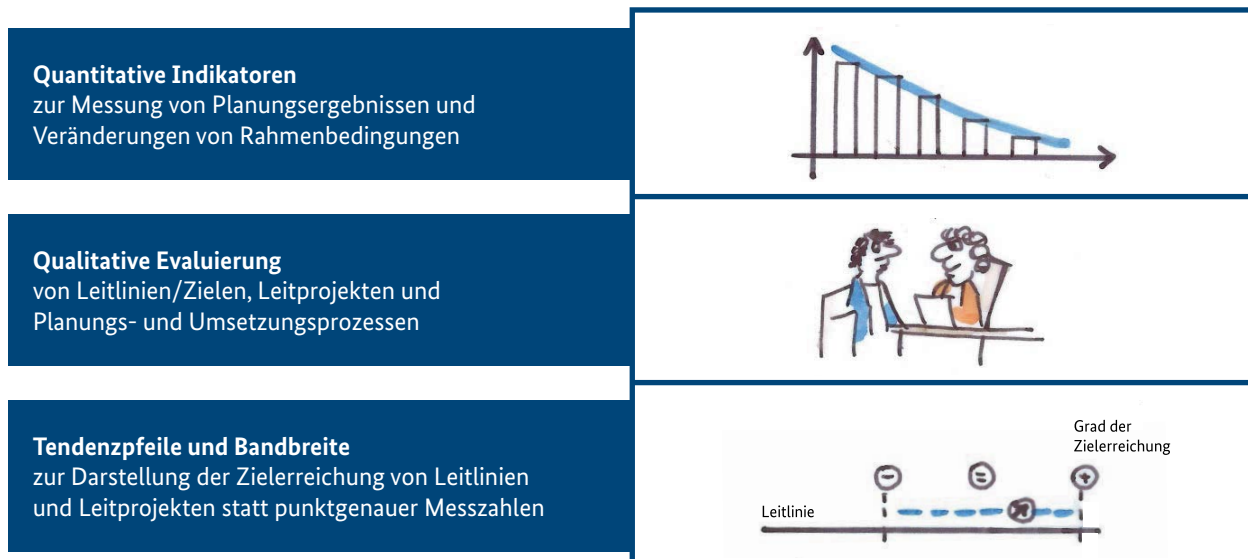 Quantitative Indikatoren
zur Messung von Planungsergebnissen und
Veränderungen von Rahmenbedingungen
Qualitative Evaluierung
von Leitlinien/Zielen, Leitprojekten und
Planungs- und Umsetzungsprozessen
Tendenzpfeile und Bandbreite
zur Darstellung der Zielerreichung von Leitlinien
und Leitprojekten statt punktgenauer Messzahlen
Grad der
Zielerreichung
- = +
Leitlinie